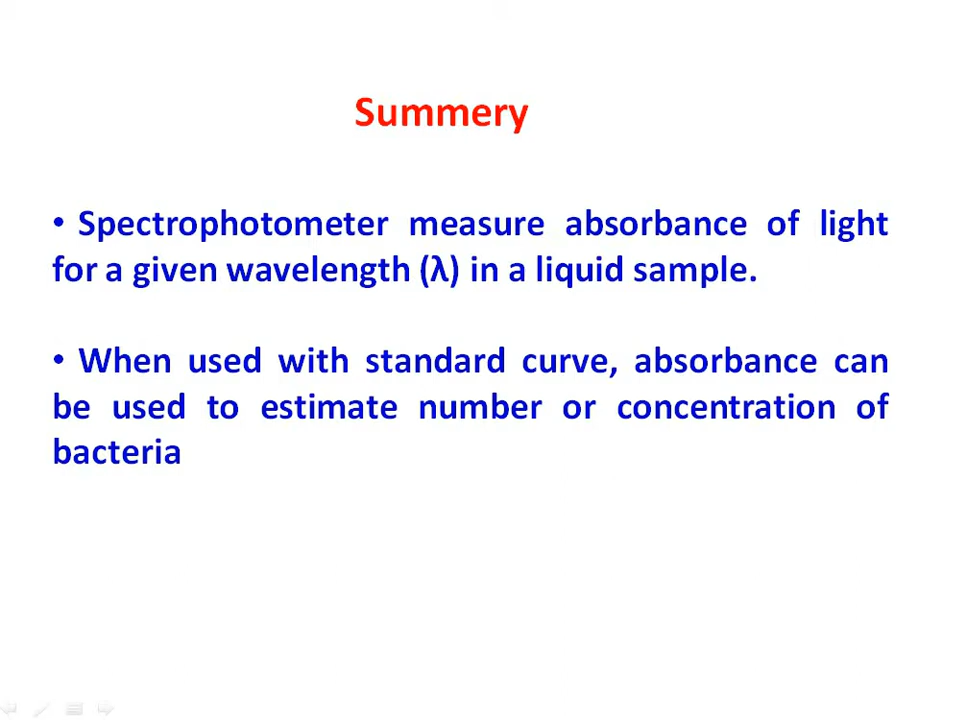 Summery
• Spectrophotometer measure absorbance of light
for a given wavelength (λ) in a liquid sample.
• When used with standard curve, absorbance can
be used to estimate number or concentration of
bacteria